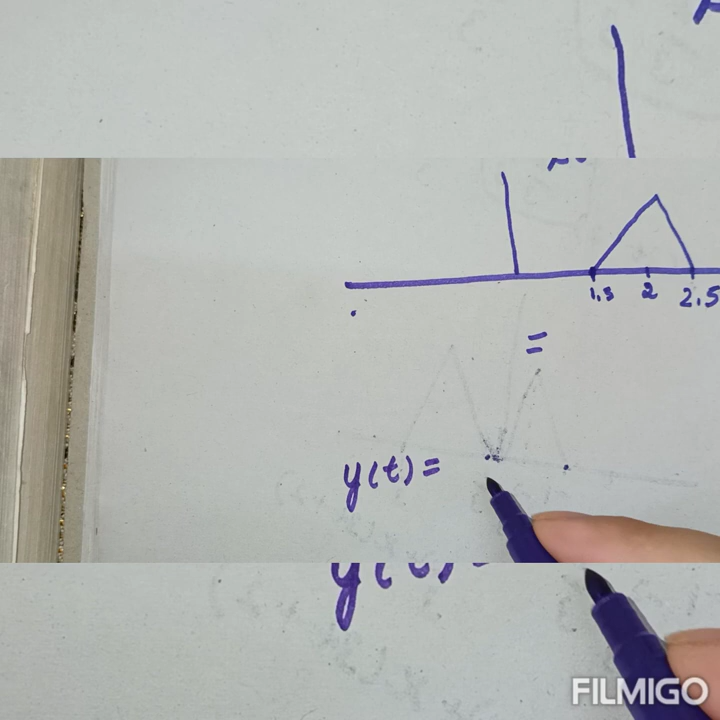 1.5 2 2.5
=
y(t) =
y(t)
FILMIGO